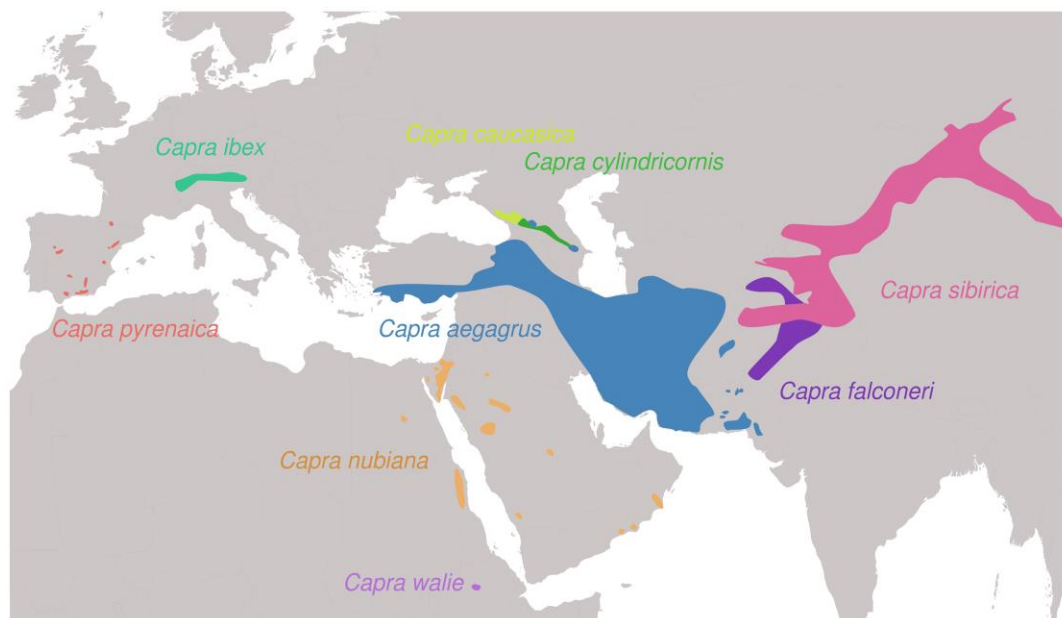 Capra caucasica
Capra ibex
Capra cylindricornis
Capra sibirica
Capra pyrenaica
Capra aegagrus
Capra falconeri
Capra nubiana
Capra walie